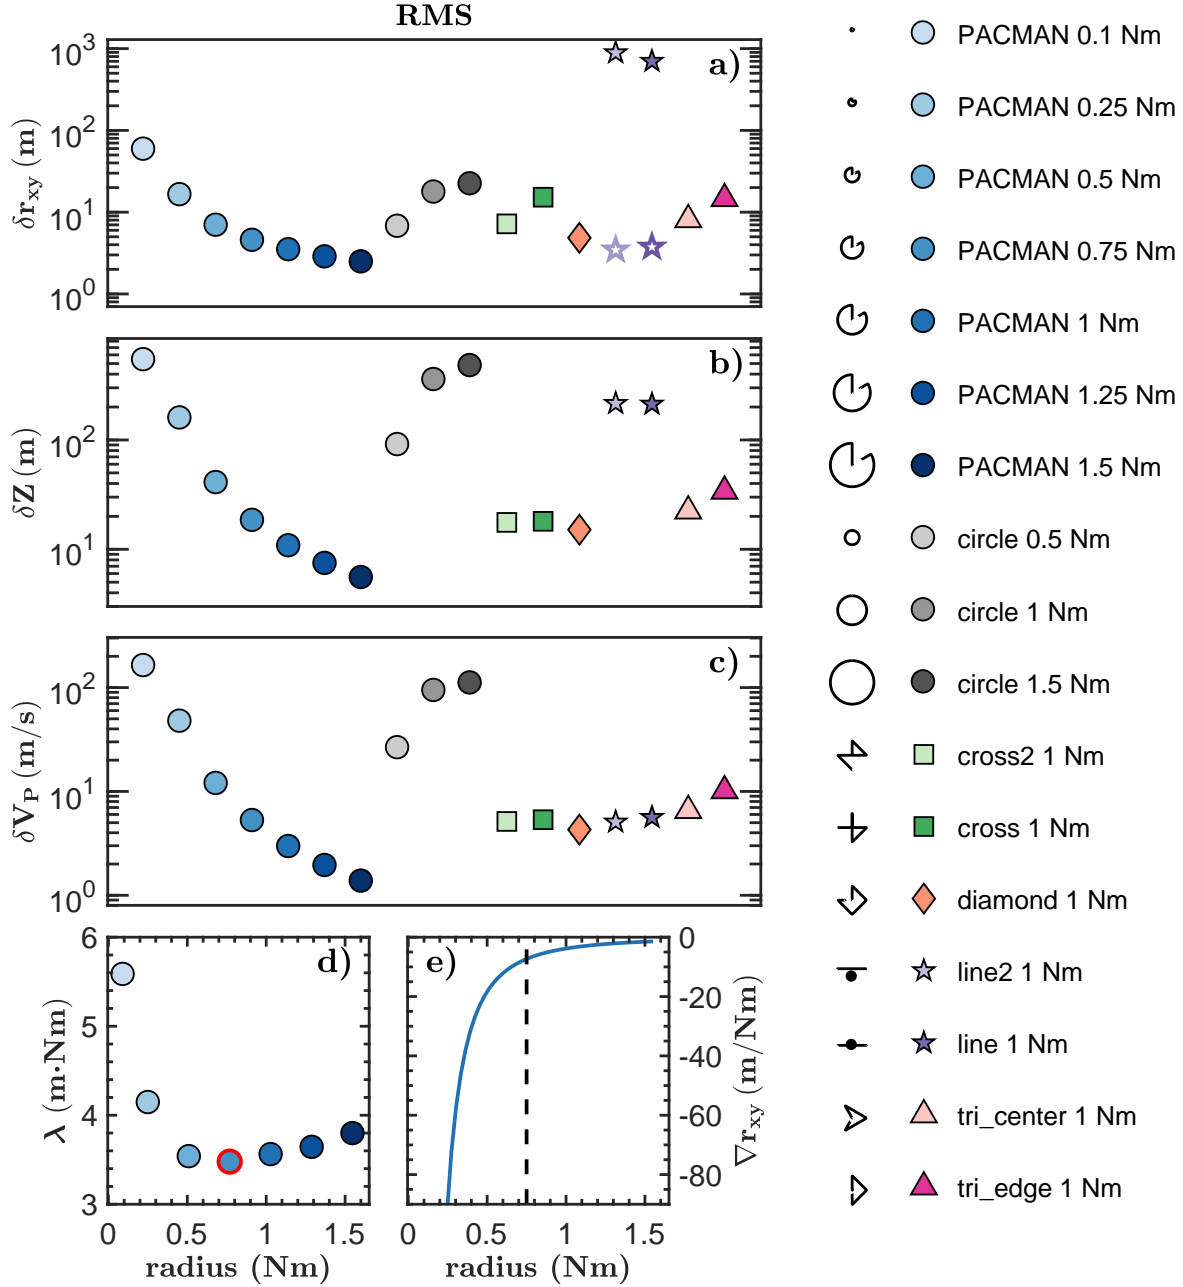 RMS
a)
10³
10²
10¹
10⁰
δr_xy (m)
b)
10²
10¹
δZ (m)
c)
10²
10¹
10⁰
δV_P (m/s)
d)
6
5
4
3
λ (m·Nm)
0 0.5 1 1.5
radius (Nm)
e)
0
-20
-40
-60
-80
∇r_xy (m/Nm)
0 0.5 1 1.5
radius (Nm)
PACMAN 0.1 Nm
PACMAN 0.25 Nm
PACMAN 0.5 Nm
PACMAN 0.75 Nm
PACMAN 1 Nm
PACMAN 1.25 Nm
PACMAN 1.5 Nm
circle 0.5 Nm
circle 1 Nm
circle 1.5 Nm
cross2 1 Nm
cross 1 Nm
diamond 1 Nm
line2 1 Nm
line 1 Nm
tri_center 1 Nm
tri_edge 1 Nm